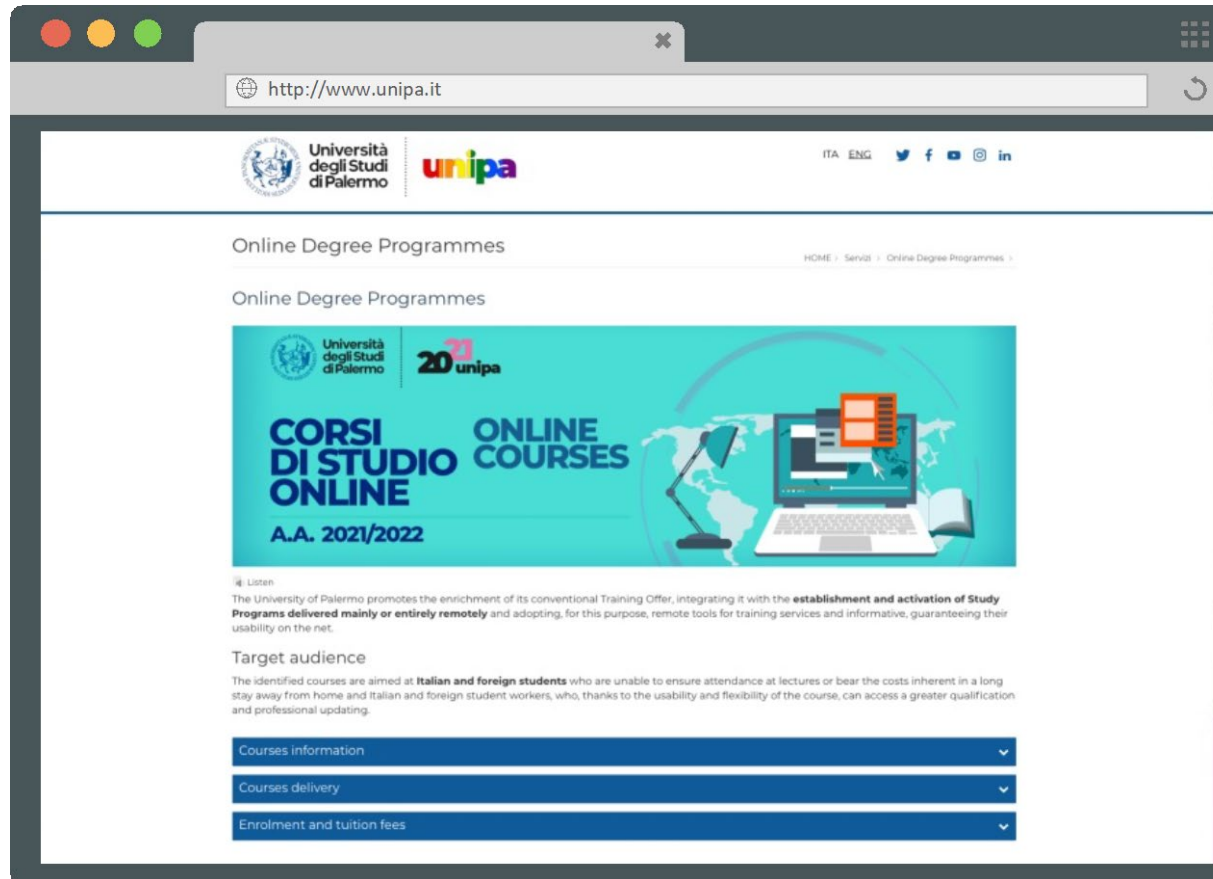 http://www.unipa.it
Università
degli Studi
di Palermo
unipa
ITA ENG
Online Degree Programmes
HOME › Servizi › Online Degree Programmes ›
Online Degree Programmes
Università
degli Studi
di Palermo
2021
unipa
CORSI
DI STUDIO
ONLINE
ONLINE
COURSES
A.A. 2021/2022
Listen
The University of Palermo promotes the enrichment of its conventional Training Offer, integrating it with the establishment and activation of Study
Programs delivered mainly or entirely remotely and adopting, for this purpose, remote tools for training services and informative, guaranteeing their
usability on the net.
Target audience
The identified courses are aimed at Italian and foreign students who are unable to ensure attendance at lectures or bear the costs inherent in a long
stay away from home and Italian and foreign student workers, who, thanks to the usability and flexibility of the course, can access a greater qualification
and professional updating.
Courses information
Courses delivery
Enrolment and tuition fees